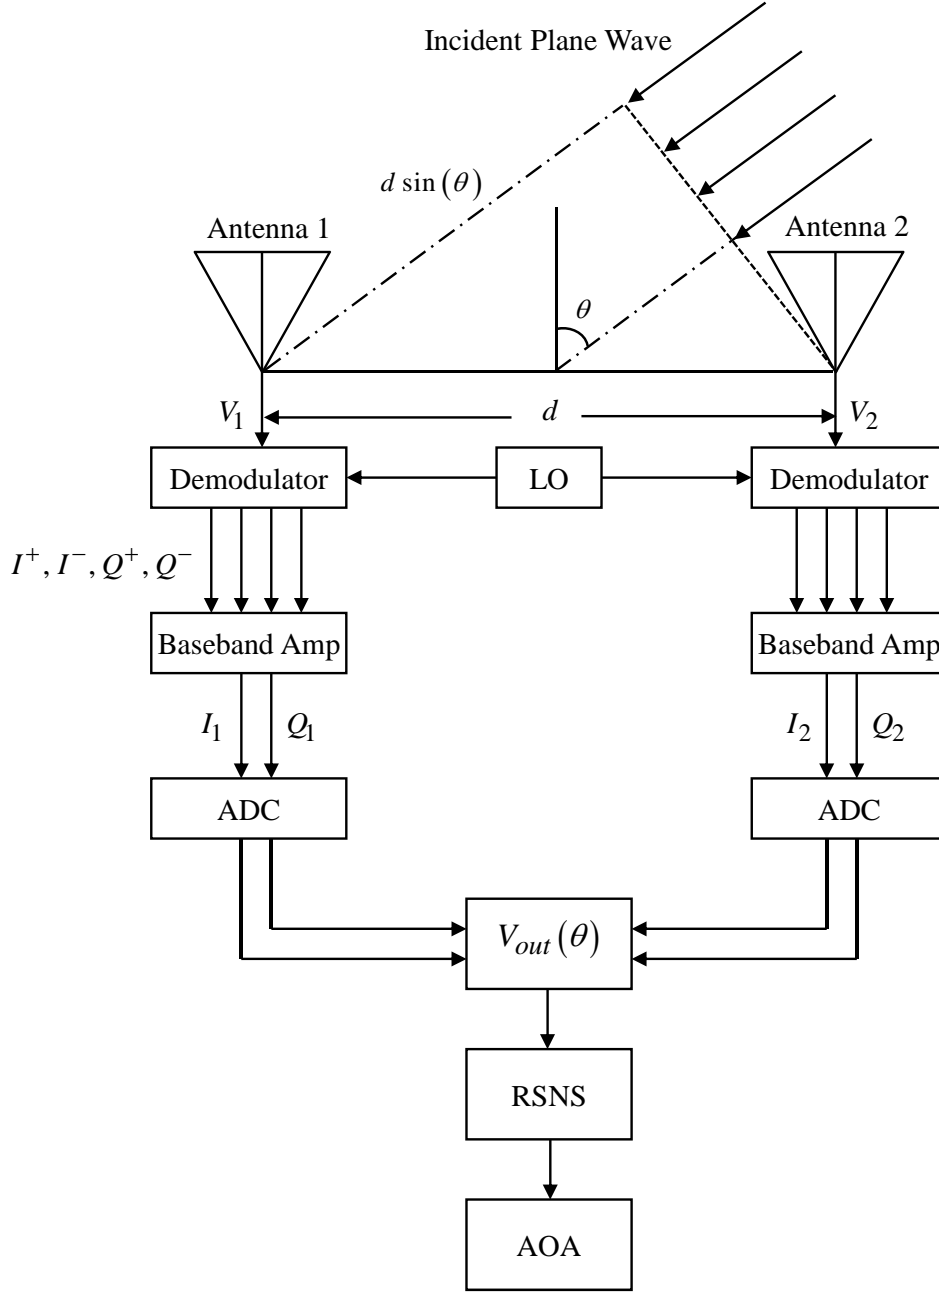 Incident Plane Wave
d sin(θ)
Antenna 1
Antenna 2
θ
V₁
d
V₂
Demodulator
LO
Demodulator
I⁺, I⁻, Q⁺, Q⁻
Baseband Amp
Baseband Amp
I₁
Q₁
I₂
Q₂
ADC
ADC
Vout(θ)
RSNS
AOA